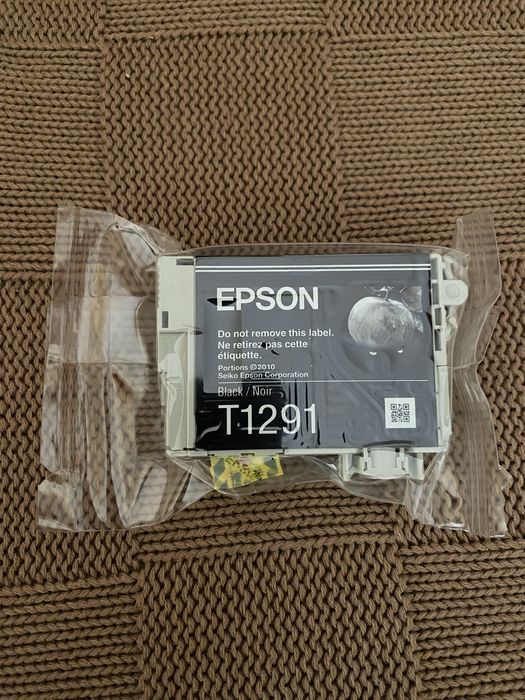 EPSON
Do not remove this label.
Ne retirez pas cette
étiquette.
Portions ©2010
Seiko Epson Corporation
Black / Noir
T1291